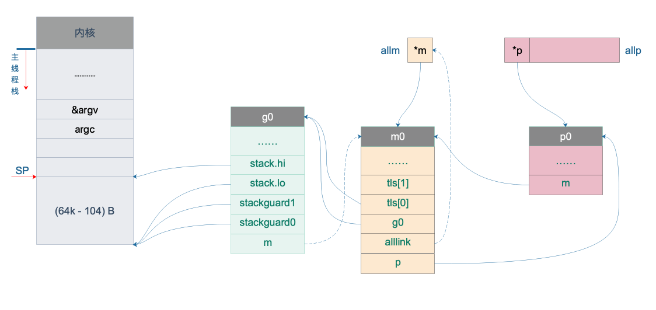 内核
主线程栈
.........
&argv
argc
SP
(64k - 104) B
g0
......
stack.hi
stack.lo
stackguard1
stackguard0
m
allm
*m
m0
......
tls[1]
tls[0]
g0
alllink
p
*p
allp
p0
......
m